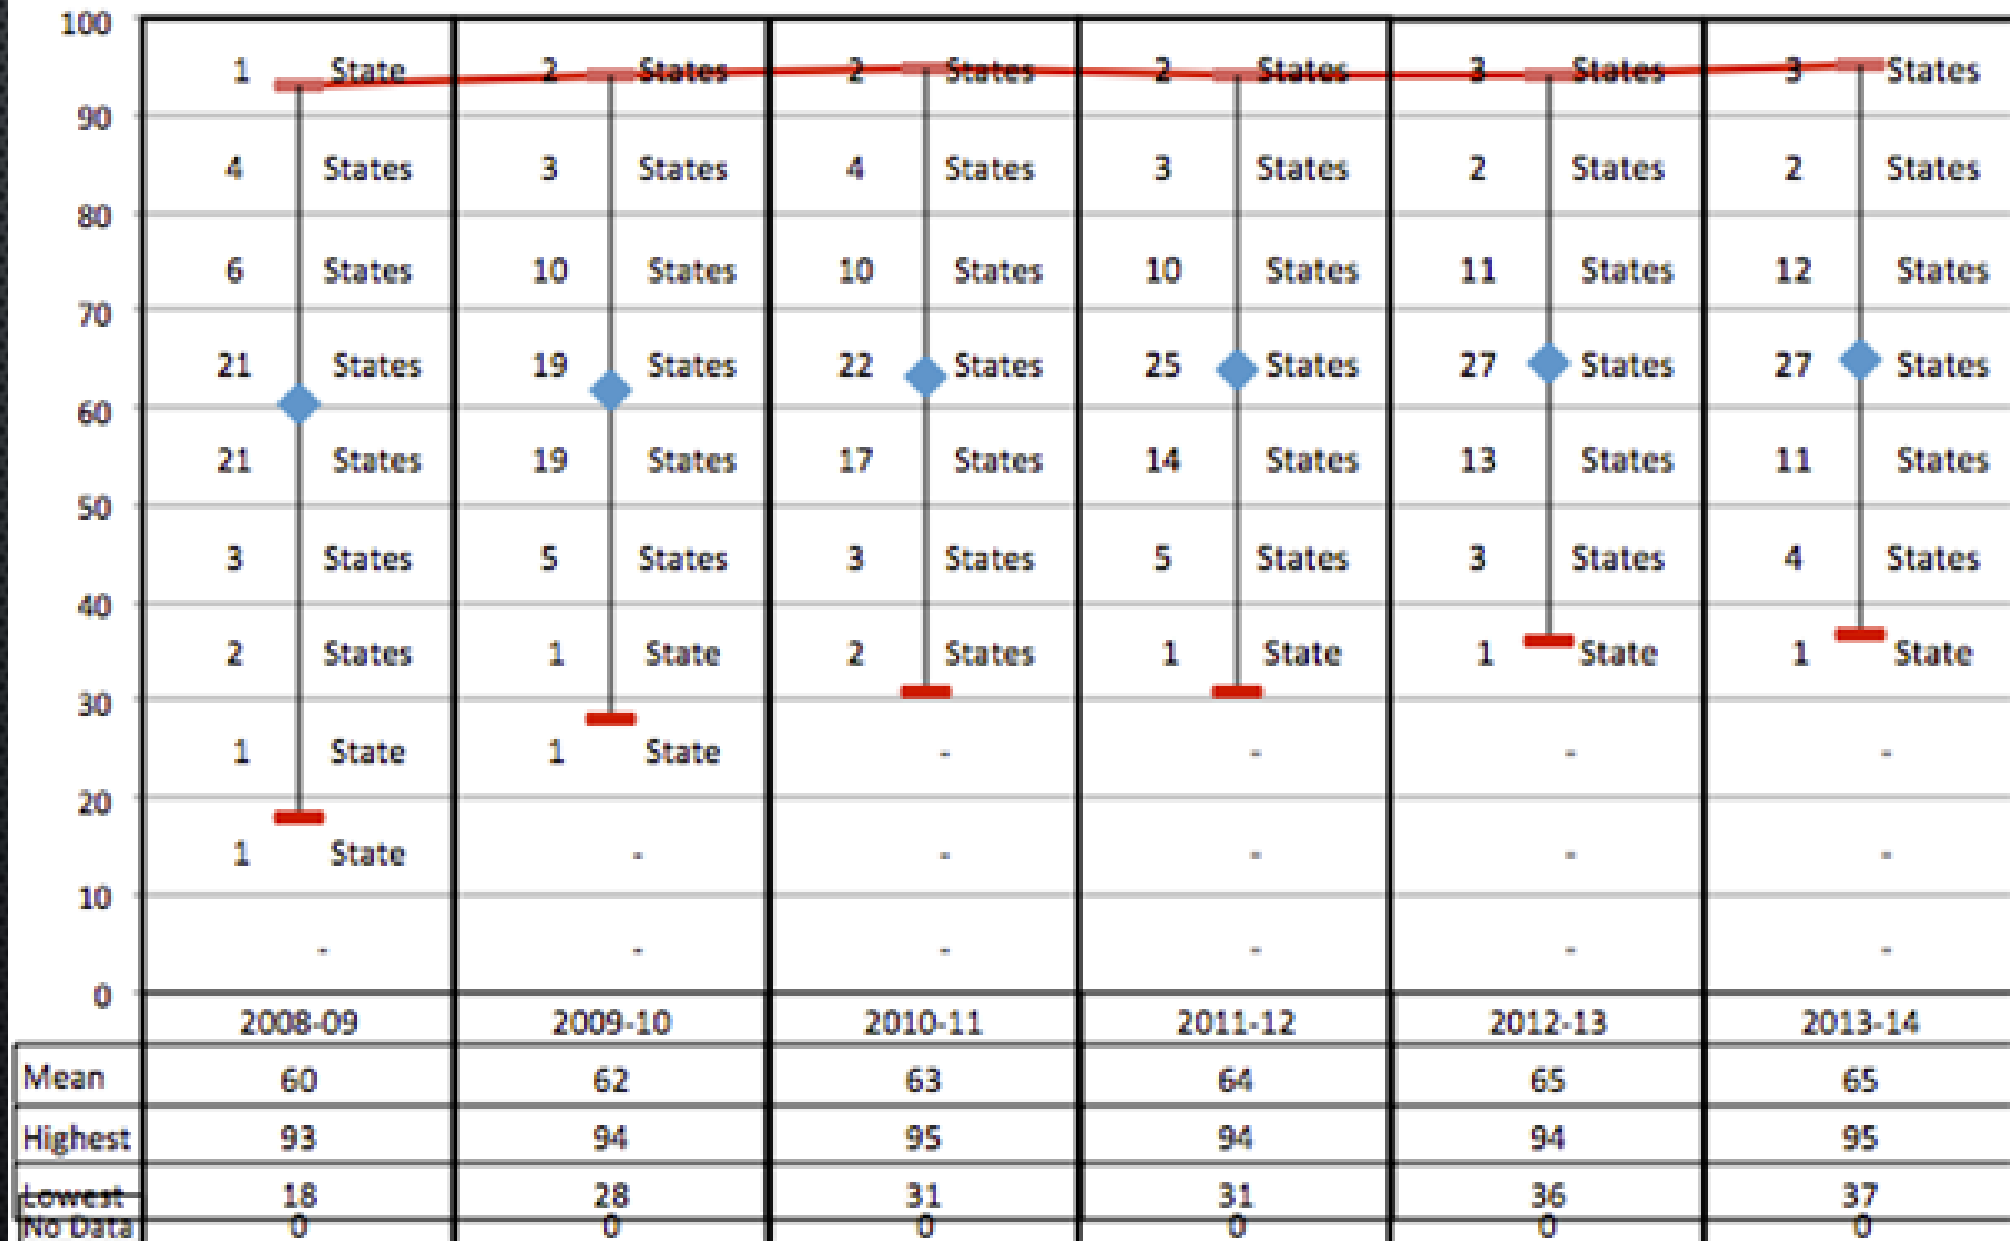 100
1 State 2 States 2 States 2 States 3 States 3 States
90
4 States 3 States 4 States 3 States 2 States 2 States
80
6 States 10 States 10 States 10 States 11 States 12 States
70
21 States 19 States 22 States 25 States 27 States 27 States
60
21 States 19 States 17 States 14 States 13 States 11 States
50
3 States 5 States 3 States 5 States 3 States 4 States
40
2 States 1 State 2 States 1 State 1 State 1 State
30
1 State 1 State - - - -
20
1 State - - - - -
10
- - - - - -
0
2008-09 2009-10 2010-11 2011-12 2012-13 2013-14
Mean 60 62 63 64 65 65
Highest 93 94 95 94 94 95
Lowest 18 28 31 31 36 37
No Data 0 0 0 0 0 0